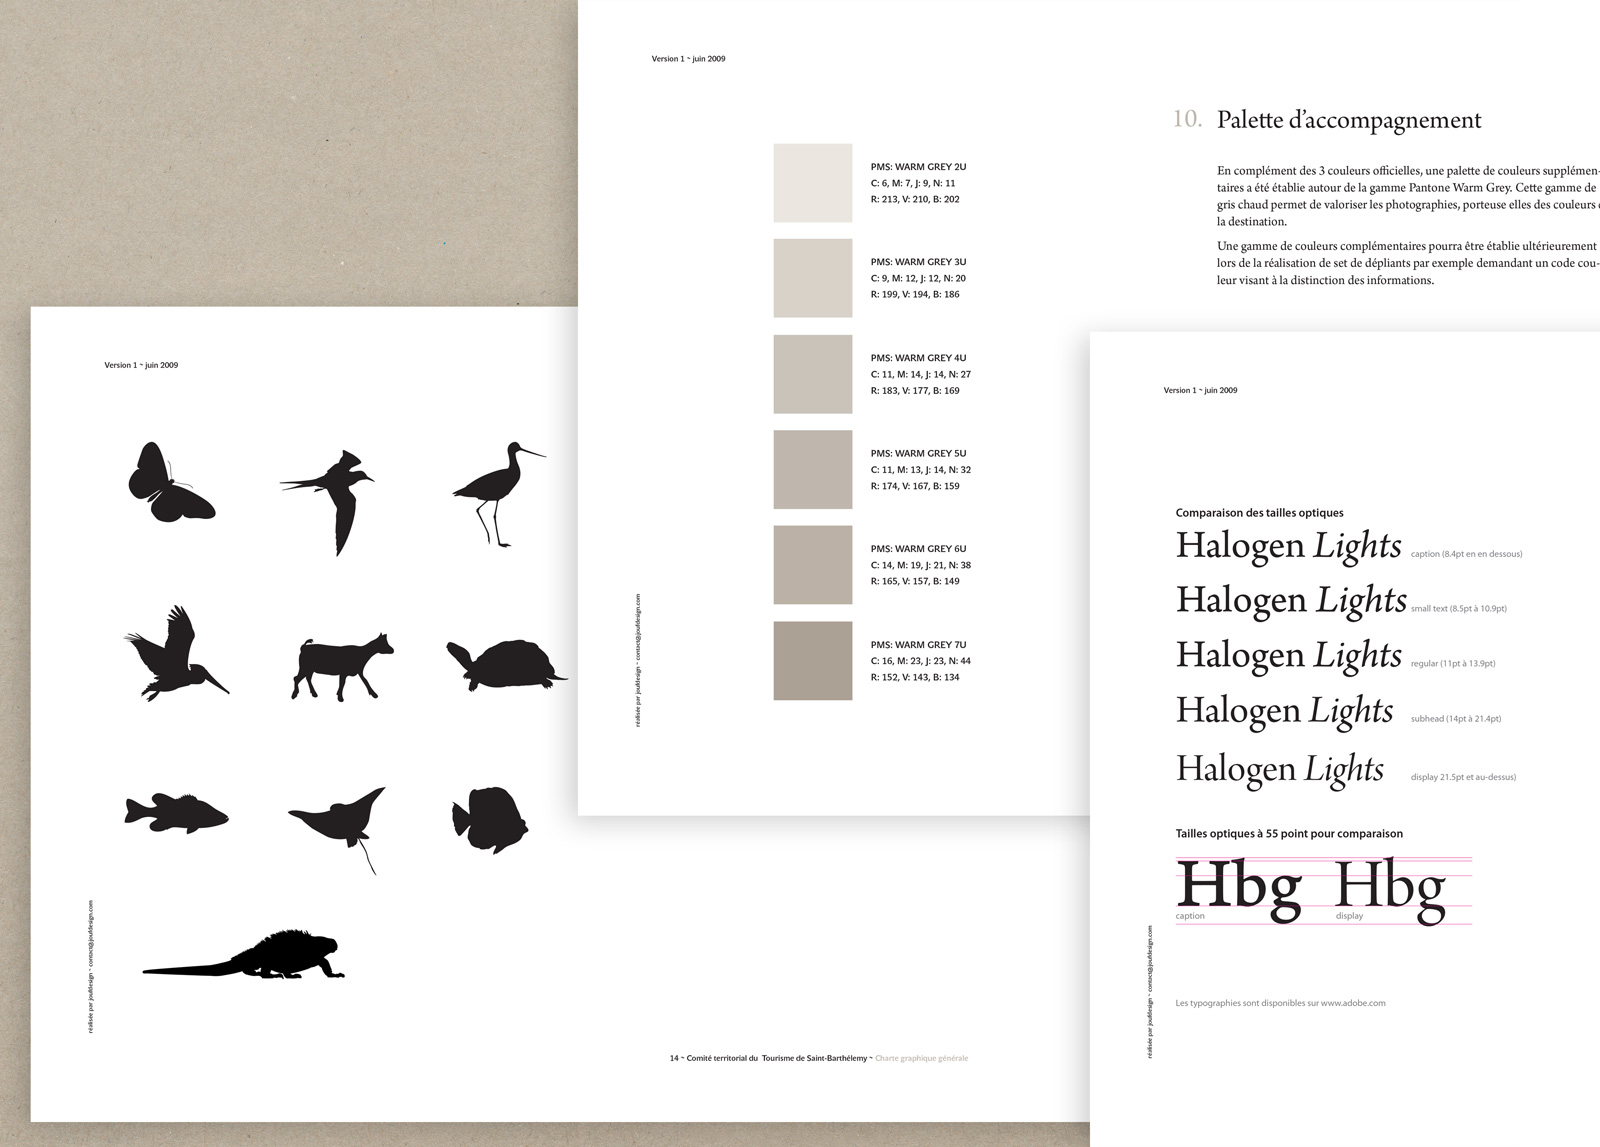 Version 1 ~ juin 2009
PMS: WARM GREY 2U
C: 6, M: 7, J: 9, N: 11
R: 213, V: 210, B: 202
PMS: WARM GREY 3U
C: 9, M: 12, J: 12, N: 20
R: 199, V: 194, B: 186
PMS: WARM GREY 4U
C: 11, M: 14, J: 14, N: 27
R: 183, V: 177, B: 169
PMS: WARM GREY 5U
C: 11, M: 13, J: 14, N: 32
R: 174, V: 167, B: 159
PMS: WARM GREY 6U
C: 14, M: 19, J: 21, N: 38
R: 165, V: 157, B: 149
PMS: WARM GREY 7U
C: 16, M: 23, J: 23, N: 44
R: 152, V: 143, B: 134
réalisée par joufdesign ~ contact@joufdesign.com
10. Palette d'accompagnement
En complément des 3 couleurs officielles, une palette de couleurs supplémen-
taires a été établie autour de la gamme Pantone Warm Grey. Cette gamme de
gris chaud permet de valoriser les photographies, porteuse elles des couleurs
la destination.
Une gamme de couleurs complémentaires pourra être établie ultérieurement
lors de la réalisation de set de dépliants par exemple demandant un code cou-
leur visant à la distinction des informations.
Version 1 ~ juin 2009
réalisée par joufdesign ~ contact@joufdesign.com
14 ~ Comité territorial du Tourisme de Saint-Barthélemy ~ Charte graphique générale
Version 1 ~ juin 2009
Comparaison des tailles optiques
Halogen Lights caption (8.4pt en en dessous)
Halogen Lights small text (8.5pt à 10.9pt)
Halogen Lights regular (11pt à 13.9pt)
Halogen Lights subhead (14pt à 21.4pt)
Halogen Lights display 21.5pt et au-dessus)
Tailles optiques à 55 point pour comparaison
Hbg Hbg
caption display
Les typographies sont disponibles sur www.adobe.com
réalisée par joufdesign ~ contact@joufdesign.com